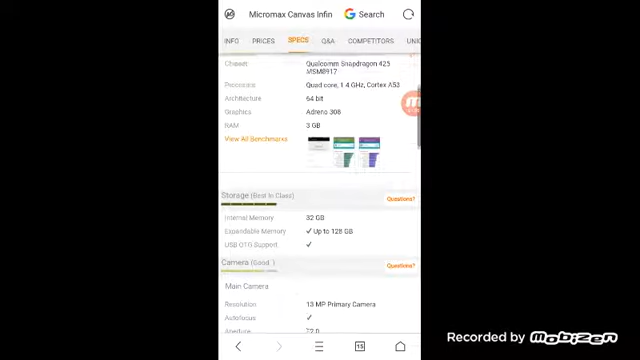 Micromax Canvas Infin
Search
INFO PRICES SPECS Q&A COMPETITORS UNI
Chipset Qualcomm Snapdragon 425
MSM8917
Processor Quad core, 1.4 GHz, Cortex A53
Architecture 64 bit
Graphics Adreno 308
RAM 3 GB
View All Benchmarks
Storage (Best In Class) Questions?
Internal Memory 32 GB
Expandable Memory ✓ Up to 128 GB
USB OTG Support ✓
Camera (Good) Questions?
Main Camera
Resolution 13 MP Primary Camera
Autofocus ✓
Aperture
15
Recorded by Mobizen